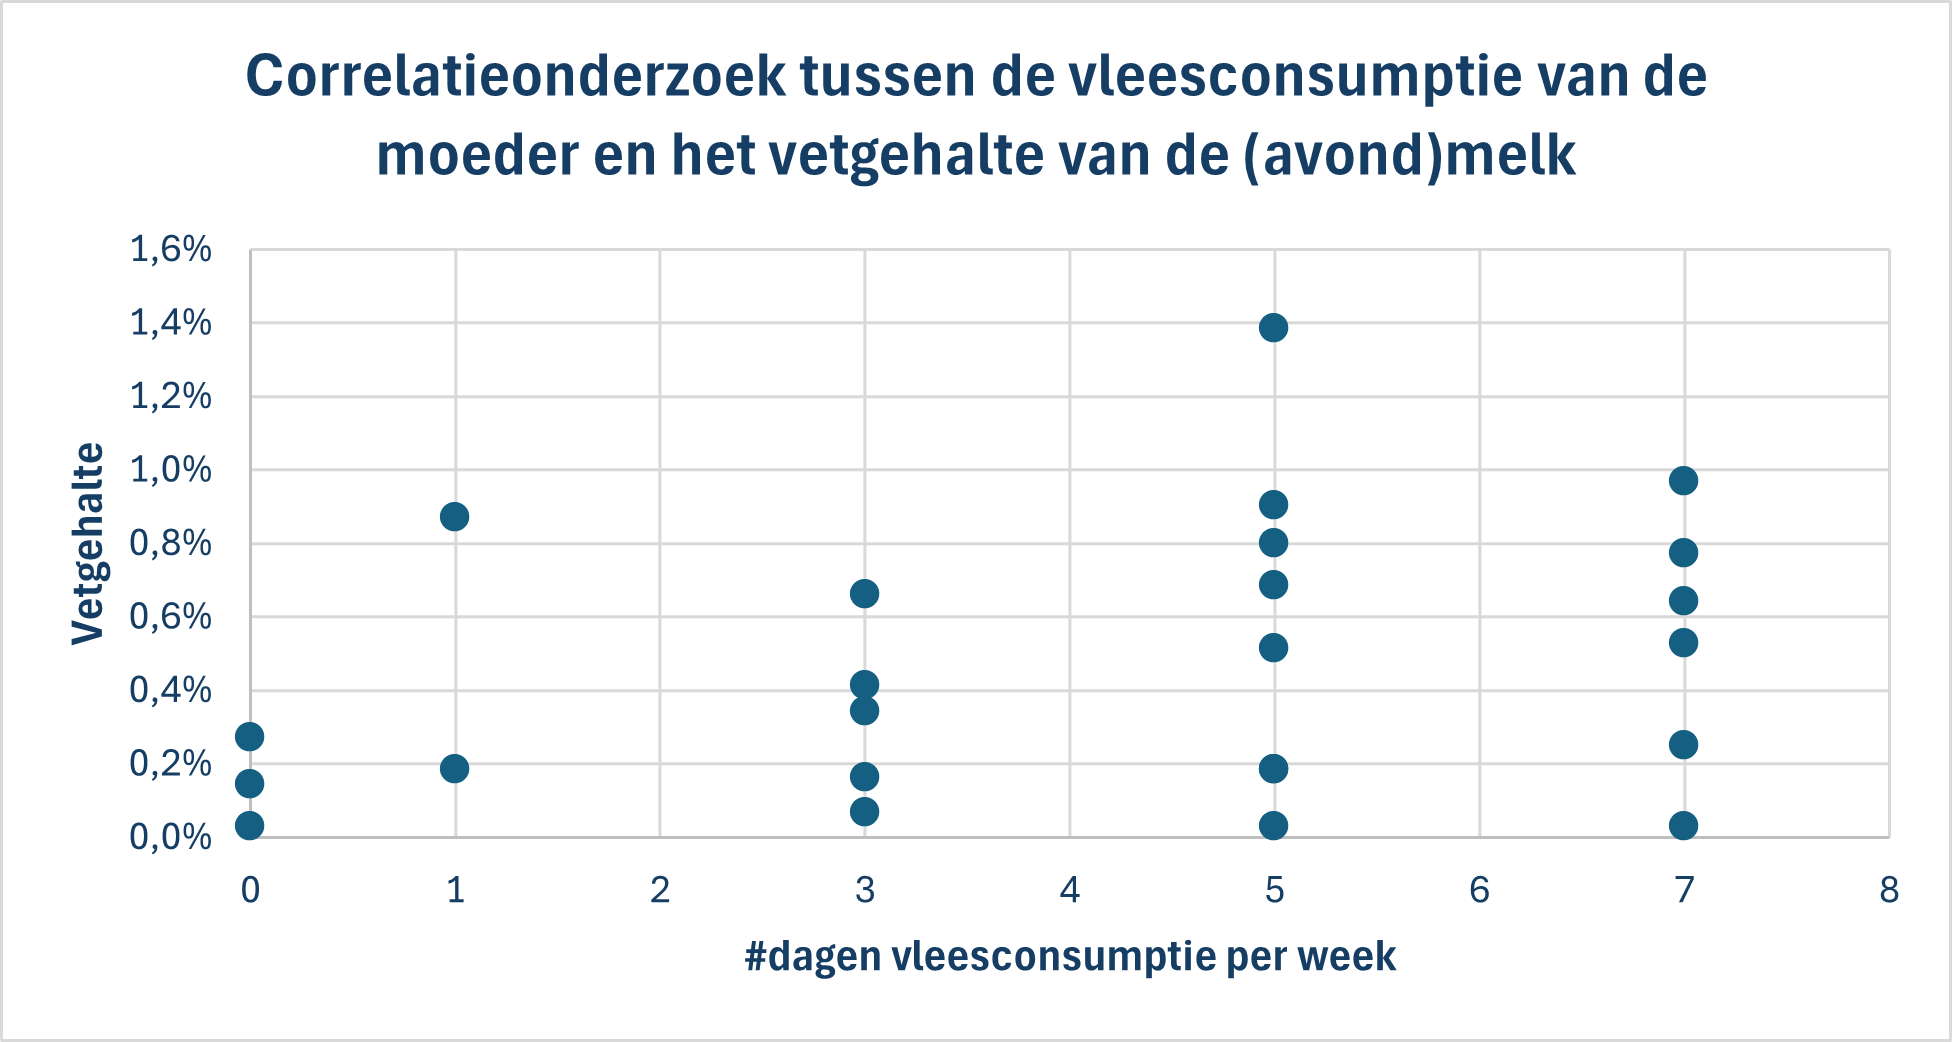 Correlatieonderzoek tussen de vleesconsumptie van de
moeder en het vetgehalte van de (avond)melk
Vetgehalte
1,6%
1,4%
1,2%
1,0%
0,8%
0,6%
0,4%
0,2%
0,0%
0 1 2 3 4 5 6 7 8
#dagen vleesconsumptie per week